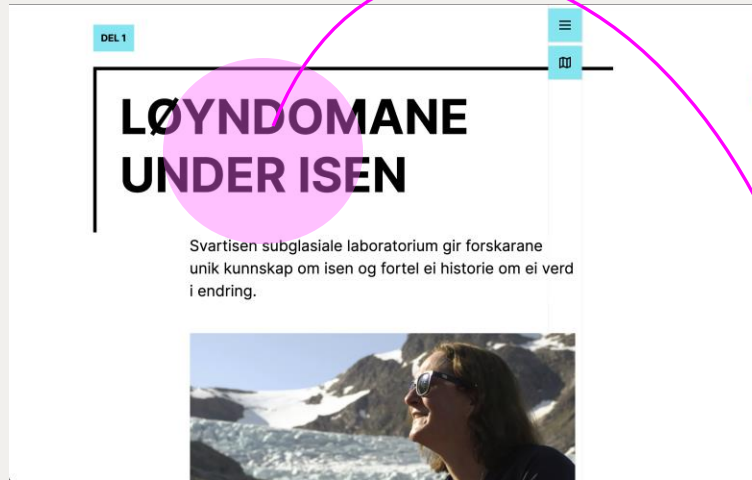 DEL 1
LØYNDOMANE
UNDER ISEN
Svartisen subglasiale laboratorium gir forskarane
unik kunnskap om isen og fortel ei historie om ei verd
i endring.